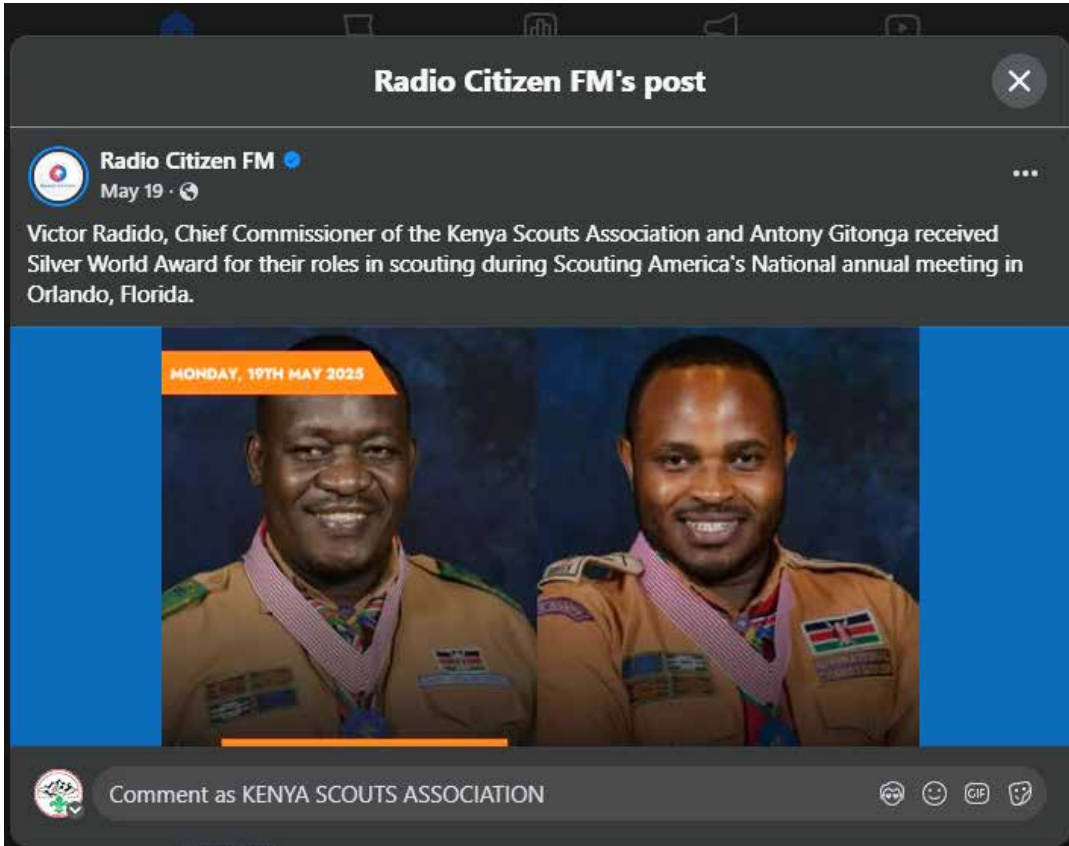 Radio Citizen FM's post
Radio Citizen FM
May 19 ·
Victor Radido, Chief Commissioner of the Kenya Scouts Association and Antony Gitonga received
Silver World Award for their roles in scouting during Scouting America's National annual meeting in
Orlando, Florida.
MONDAY, 19TH MAY 2025
Comment as KENYA SCOUTS ASSOCIATION
GIF